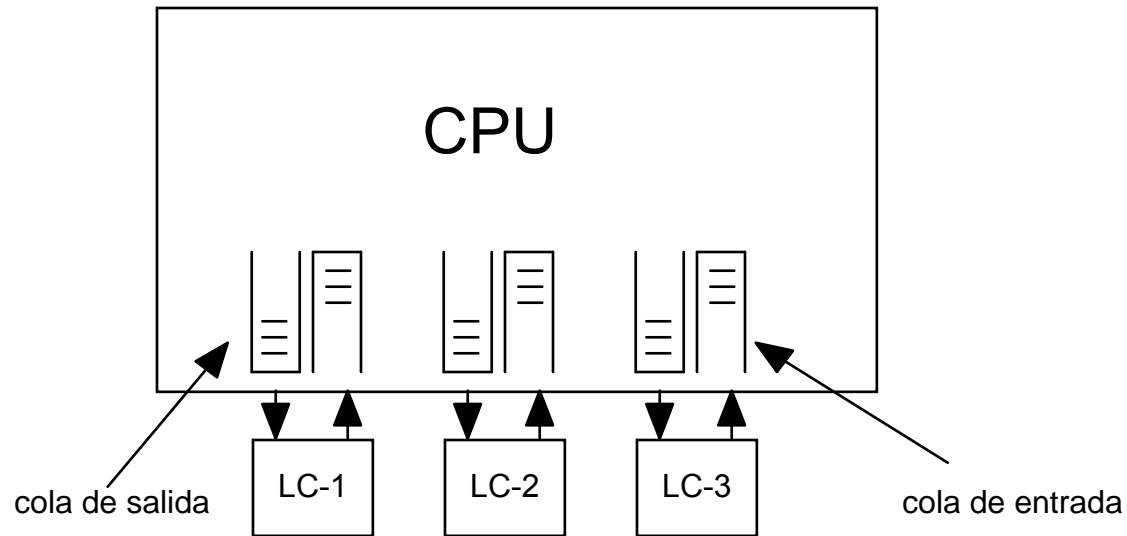 CPU
LC-1
LC-2
LC-3
cola de salida
cola de entrada